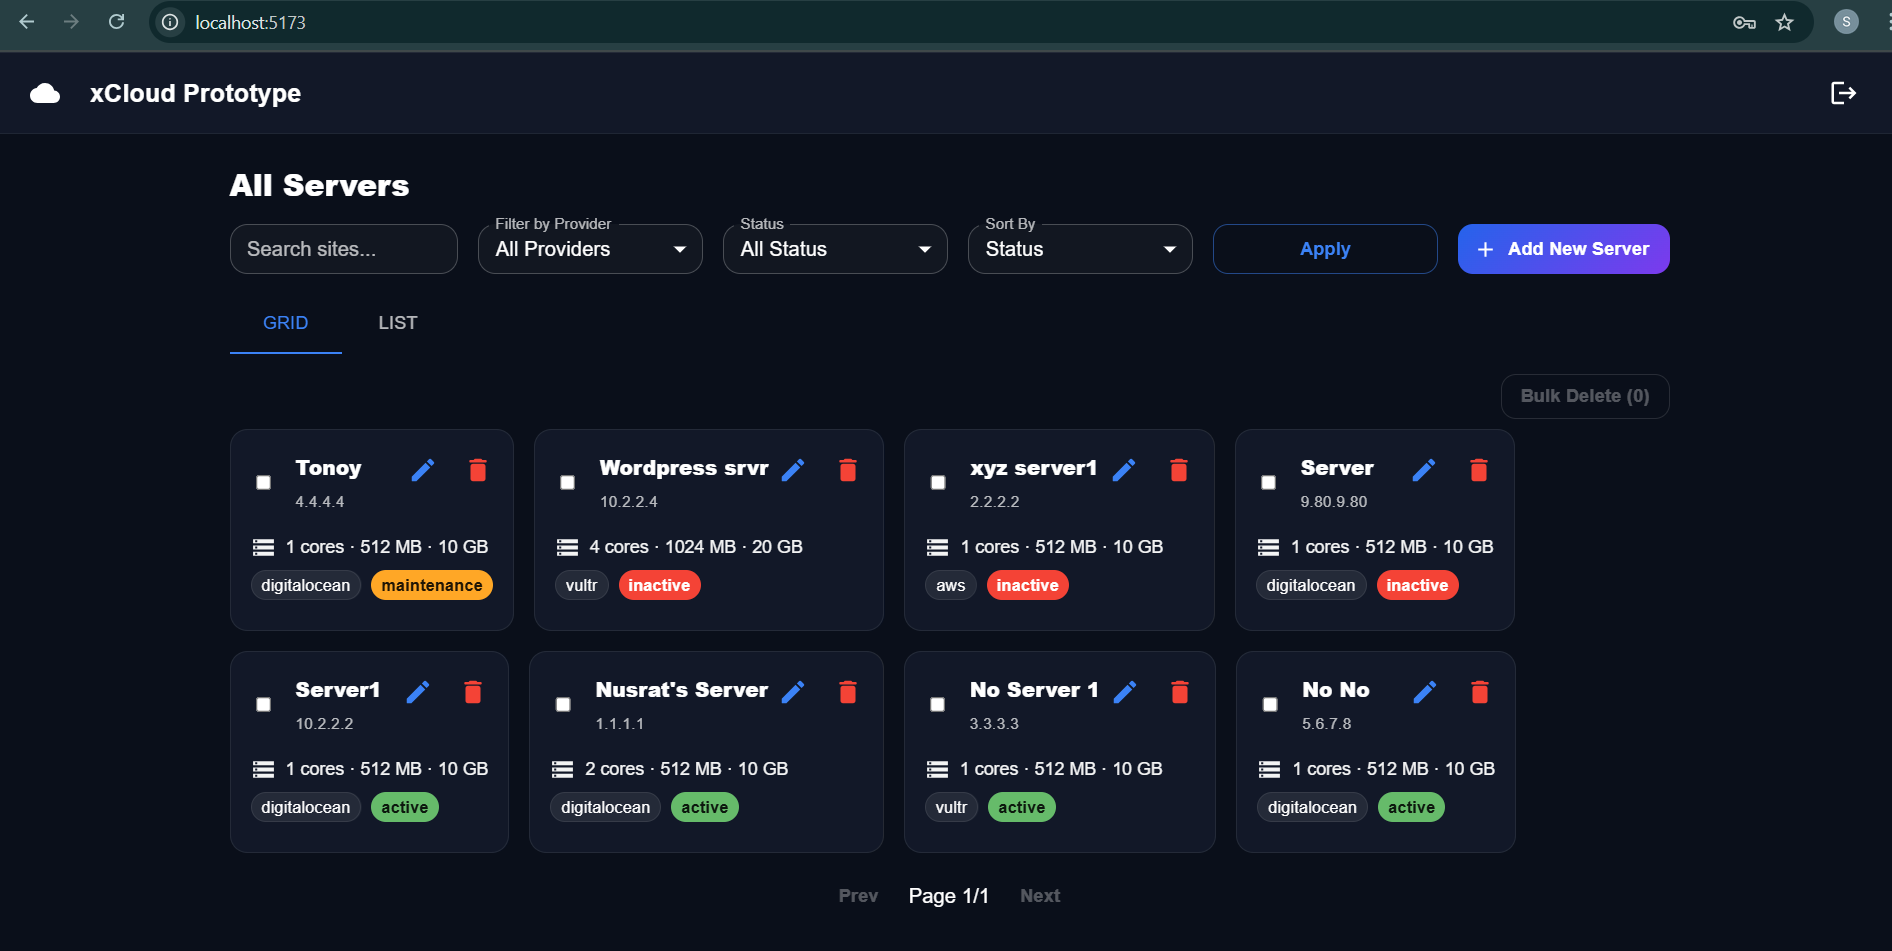 localhost:5173
S
xCloud Prototype
All Servers
Filter by Provider
Status
Sort By
Search sites...
All Providers
All Status
Status
Apply
+ Add New Server
GRID
LIST
Bulk Delete (0)
Tonoy
4.4.4.4
1 cores · 512 MB · 10 GB
digitalocean
maintenance
Wordpress srvr
10.2.2.4
4 cores · 1024 MB · 20 GB
vultr
inactive
xyz server1
2.2.2.2
1 cores · 512 MB · 10 GB
aws
inactive
Server
9.80.9.80
1 cores · 512 MB · 10 GB
digitalocean
inactive
Server1
10.2.2.2
1 cores · 512 MB · 10 GB
digitalocean
active
Nusrat's Server
1.1.1.1
2 cores · 512 MB · 10 GB
digitalocean
active
No Server 1
3.3.3.3
1 cores · 512 MB · 10 GB
vultr
active
No No
5.6.7.8
1 cores · 512 MB · 10 GB
digitalocean
active
Prev
Page 1/1
Next